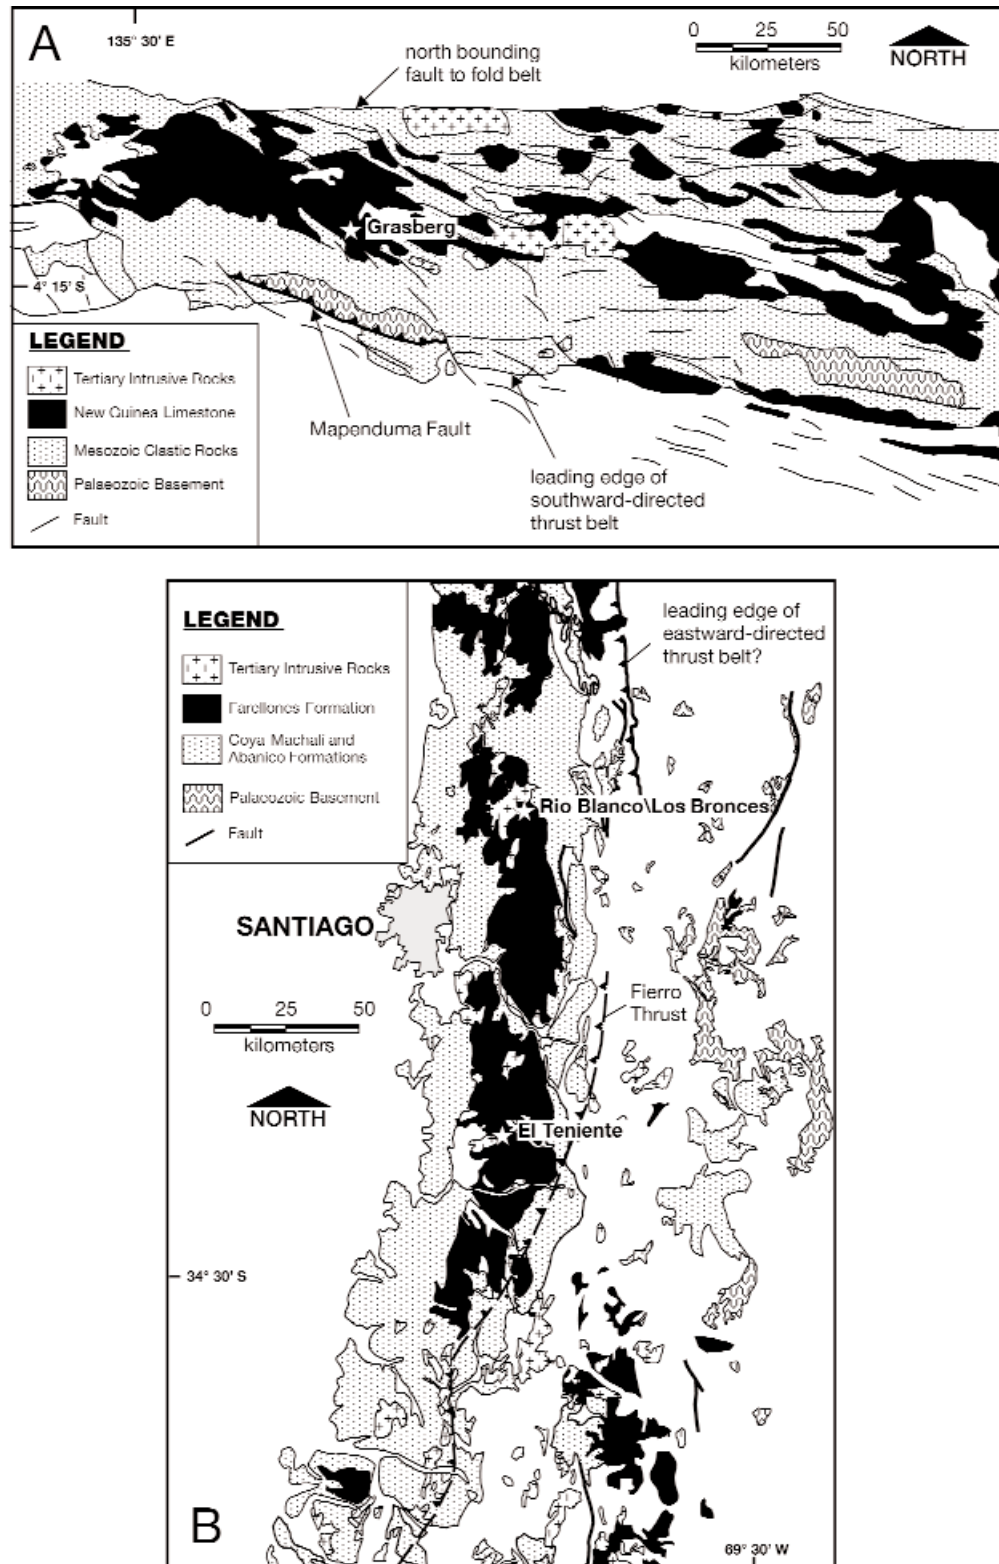 A
135° 30' E
north bounding
fault to fold belt
0 25 50
kilometers
NORTH
Grasberg
4° 15' S
LEGEND
Tertiary Intrusive Rocks
New Guinea Limestone
Mesozoic Clastic Rocks
Palaeozoic Basement
Fault
Mapenduma Fault
leading edge of
southward-directed
thrust belt
LEGEND
Tertiary Intrusive Rocks
Farellones Formation
Coya Machali and
Abanico Formations
Palaeozoic Basement
Fault
leading edge of
eastward-directed
thrust belt?
Rio Blanco\Los Bronces
SANTIAGO
0 25 50
kilometers
NORTH
Fierro
Thrust
El Teniente
34° 30' S
B
69° 30' W